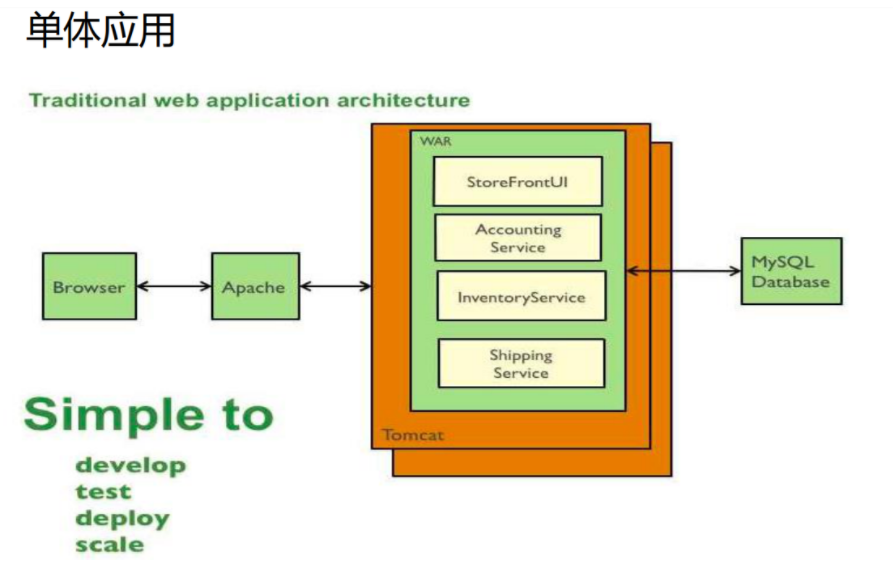 单体应用
Traditional web application architecture
WAR
StoreFrontUI
Accounting
Service
InventoryService
Shipping
Service
Tomcat
Browser
Apache
MySQL
Database
Simple to
develop
test
deploy
scale